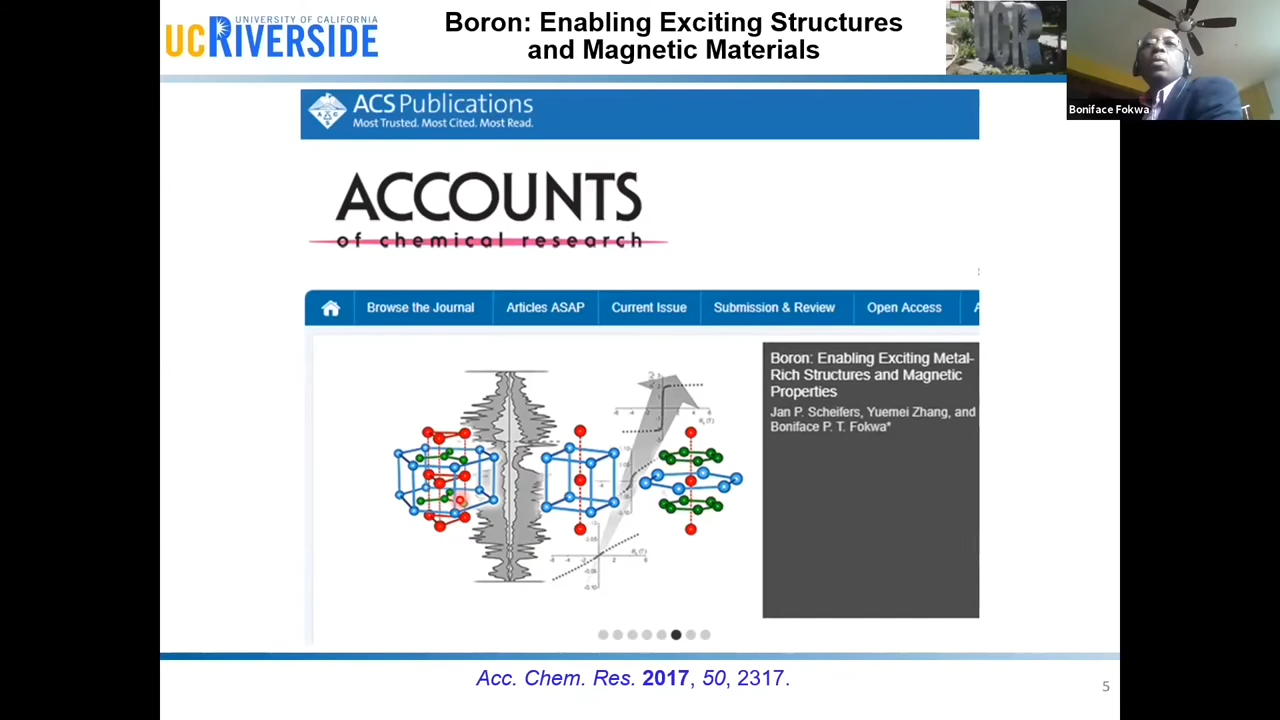 UNIVERSITY OF CALIFORNIA
UCRIVERSIDE
Boron: Enabling Exciting Structures
and Magnetic Materials
UCR
Boniface Fokwa
ACS Publications
Most Trusted. Most Cited. Most Read.
ACCOUNTS
of chemical research
Browse the Journal
Articles ASAP
Current Issue
Submission & Review
Open Access
Boron: Enabling Exciting Metal-
Rich Structures and Magnetic
Properties
Jan P. Scheifers, Yuemei Zhang, and
Boniface P. T. Fokwa*
Acc. Chem. Res. 2017, 50, 2317.
5